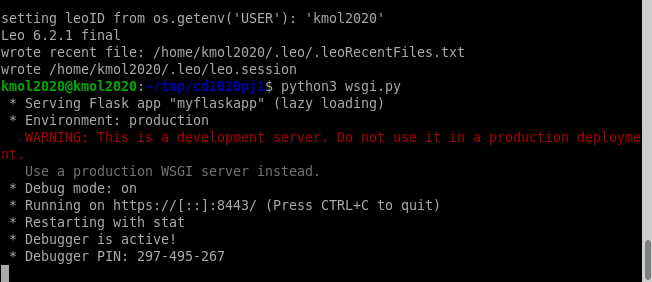 setting leoID from os.getenv('USER'): 'kmol2020'
Leo 6.2.1 final
wrote recent file: /home/kmol2020/.leo/.leoRecentFiles.txt
wrote /home/kmol2020/.leo/leo.session
kmol2020@kmol2020:~/tmp/cd2020pj1$ python3 wsgi.py
 * Serving Flask app "myflaskapp" (lazy loading)
 * Environment: production
   WARNING: This is a development server. Do not use it in a production deployme
nt.
   Use a production WSGI server instead.
 * Debug mode: on
 * Running on https://[::]:8443/ (Press CTRL+C to quit)
 * Restarting with stat
 * Debugger is active!
 * Debugger PIN: 297-495-267